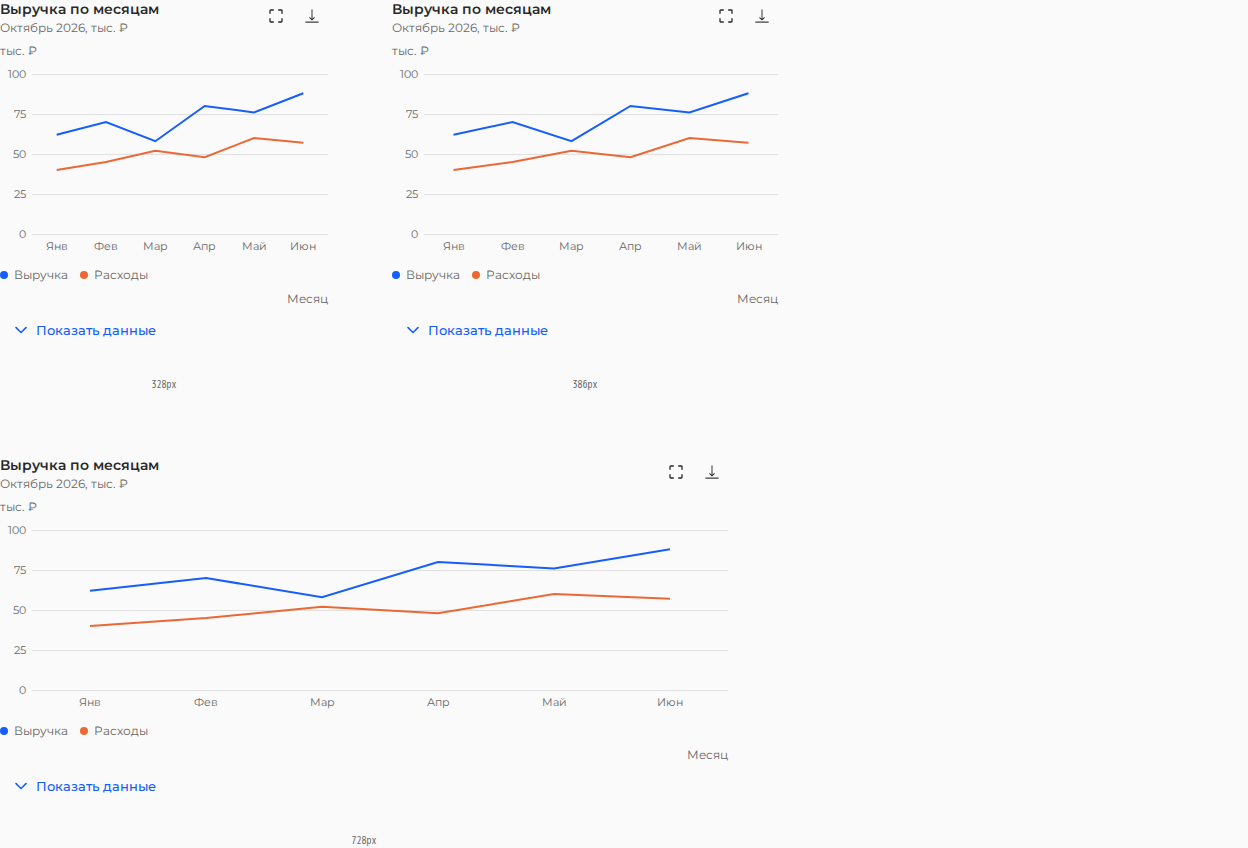 Выручка по месяцам
Октябрь 2026, тыс. ₽
тыс. ₽
100
75
50
25
0
Янв Фев Мар Апр Май Июн
Выручка Расходы
Месяц
Показать данные
328px
Выручка по месяцам
Октябрь 2026, тыс. ₽
тыс. ₽
100
75
50
25
0
Янв Фев Мар Апр Май Июн
Выручка Расходы
Месяц
Показать данные
386px
Выручка по месяцам
Октябрь 2026, тыс. ₽
тыс. ₽
100
75
50
25
0
Янв Фев Мар Апр Май Июн
Выручка Расходы
Месяц
Показать данные
728px